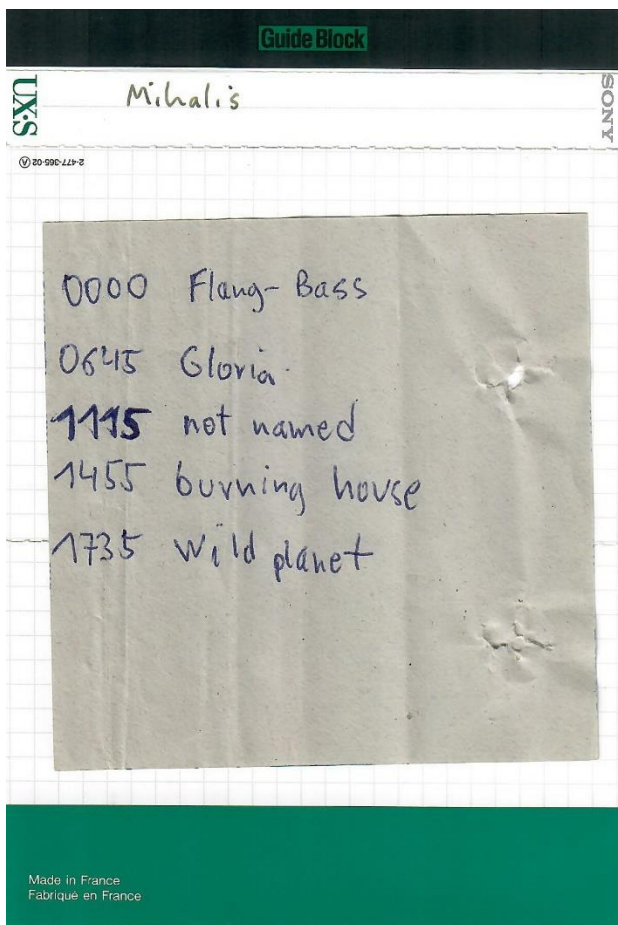 Guide Block
UX·S
Mihalis
SONY
2-477-365-02 Ⓐ
0000 Flang-Bass
0645 Gloria
1115 not named
1455 burning house
1735 Wild planet
Made in France
Fabriqué en France